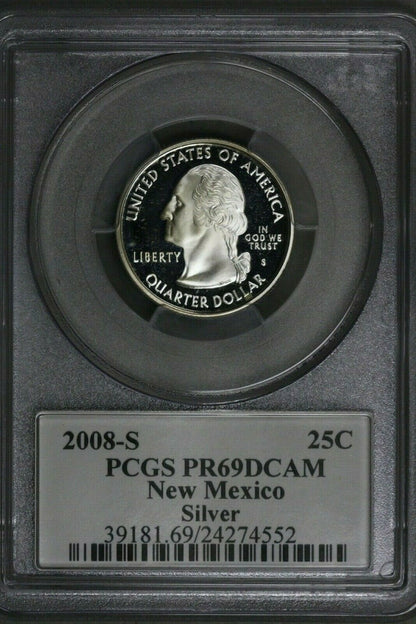 UNITED STATES OF AMERICA
LIBERTY
IN
GOD WE
TRUST
S
QUARTER DOLLAR
2008-S 25C
PCGS PR69DCAM
New Mexico
Silver
39181.69/24274552